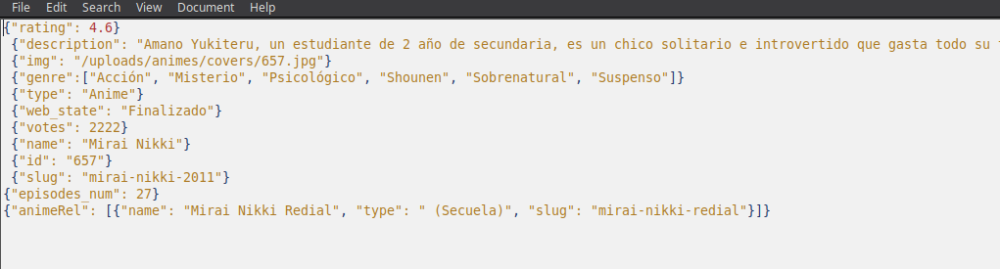 File Edit Search View Document Help
{"rating": 4.6}
{"description": "Amano Yukiteru, un estudiante de 2 año de secundaria, es un chico solitario e introvertido que gasta todo su
{"img": "/uploads/animes/covers/657.jpg"}
{"genre":["Acción", "Misterio", "Psicológico", "Shounen", "Sobrenatural", "Suspenso"]}
{"type": "Anime"}
{"web_state": "Finalizado"}
{"votes": 2222}
{"name": "Mirai Nikki"}
{"id": "657"}
{"slug": "mirai-nikki-2011"}
{"episodes_num": 27}
{"animeRel": [{"name": "Mirai Nikki Redial", "type": " (Secuela)", "slug": "mirai-nikki-redial"}]}